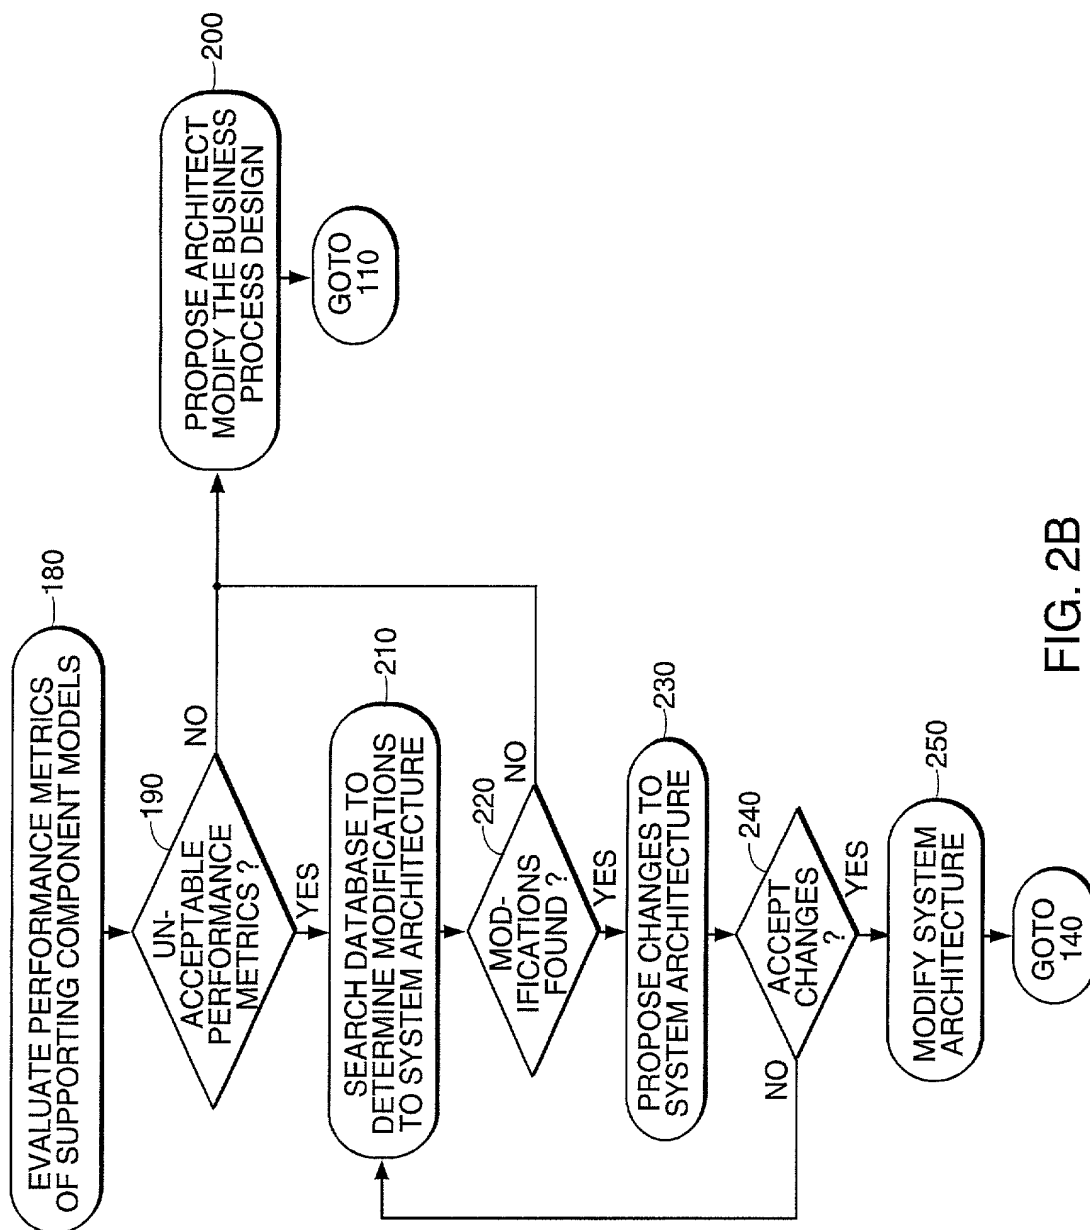 180
EVALUATE PERFORMANCE METRICS
OF SUPPORTING COMPONENT MODELS
190
UN-
ACCEPTABLE
PERFORMANCE
METRICS ?
NO
YES
200
PROPOSE ARCHITECT
MODIFY THE BUSINESS
PROCESS DESIGN
GOTO
110
210
SEARCH DATABASE TO
DETERMINE MODIFICATIONS
TO SYSTEM ARCHITECTURE
220
MOD-
IFICATIONS
FOUND ?
NO
YES
230
PROPOSE CHANGES TO
SYSTEM ARCHITECTURE
240
ACCEPT
CHANGES
?
NO
YES
250
MODIFY SYSTEM
ARCHITECTURE
GOTO
140
FIG. 2B